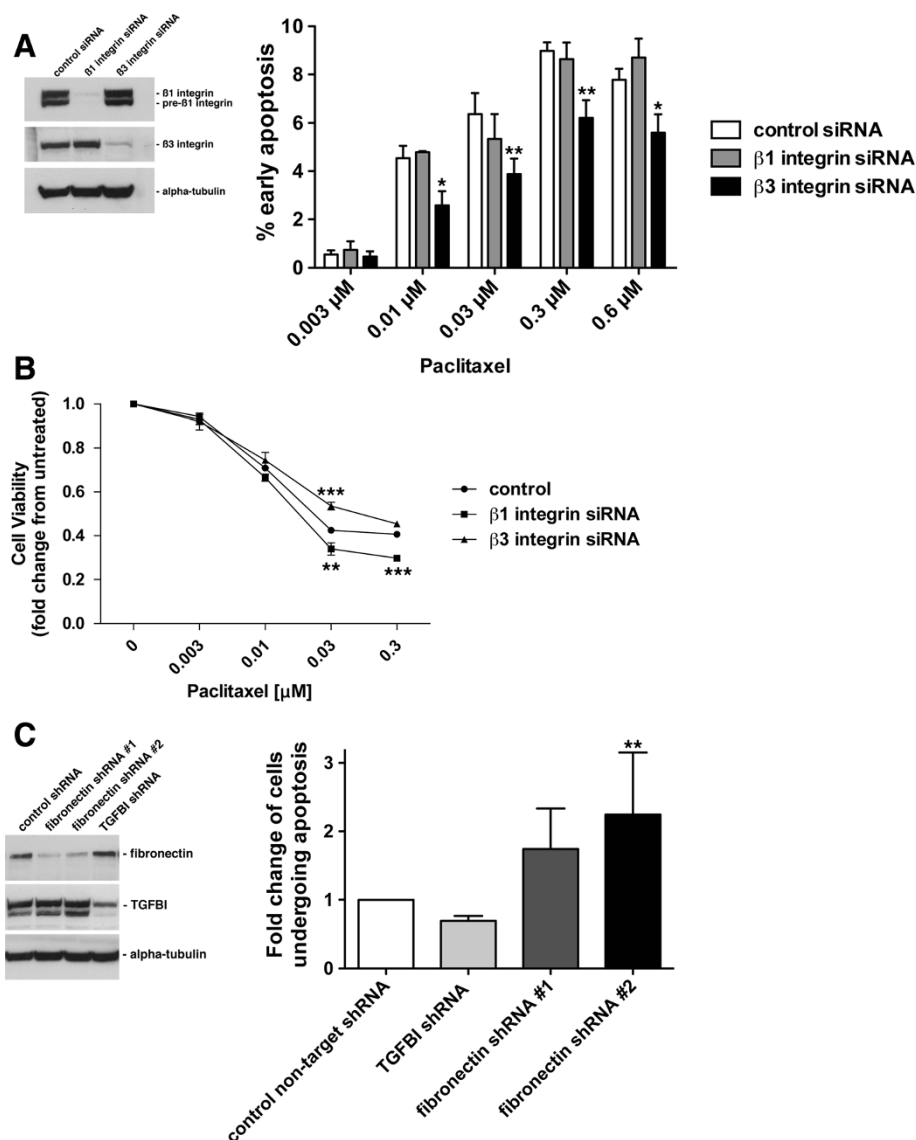 A
control siRNA
ß1 integrin siRNA
ß3 integrin siRNA
- ß1 integrin
- pre-ß1 integrin
- ß3 integrin
- alpha-tubulin
% early apoptosis
10
8
6
4
2
0
*
**
**
*
0.003 µM
0.01 µM
0.03 µM
0.3 µM
0.6 µM
Paclitaxel
control siRNA
β1 integrin siRNA
β3 integrin siRNA
B
Cell Viability
(fold change from untreated)
1.0
0.8
0.6
0.4
0.2
0.0
***
**
***
0
0.003
0.01
0.03
0.3
Paclitaxel [µM]
control
β1 integrin siRNA
β3 integrin siRNA
C
control shRNA
fibronectin shRNA #1
fibronectin shRNA #2
TGFBI shRNA
- fibronectin
- TGFBI
- alpha-tubulin
Fold change of cells
undergoing apoptosis
3
2
1
0
**
control non-target shRNA
TGFBI shRNA
fibronectin shRNA #1
fibronectin shRNA #2